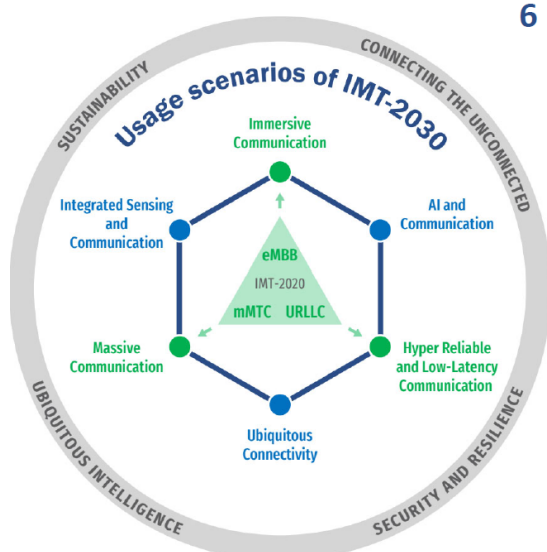 6
SUSTAINABILITY
CONNECTING THE UNCONNECTED
Usage scenarios of IMT-2030
Immersive
Communication
Integrated Sensing
and
Communication
AI and
Communication
eMBB
IMT-2020
mMTC URLLC
Massive
Communication
Hyper Reliable
and Low-Latency
Communication
Ubiquitous
Connectivity
UBIQUITOUS INTELLIGENCE
SECURITY AND RESILIENCE